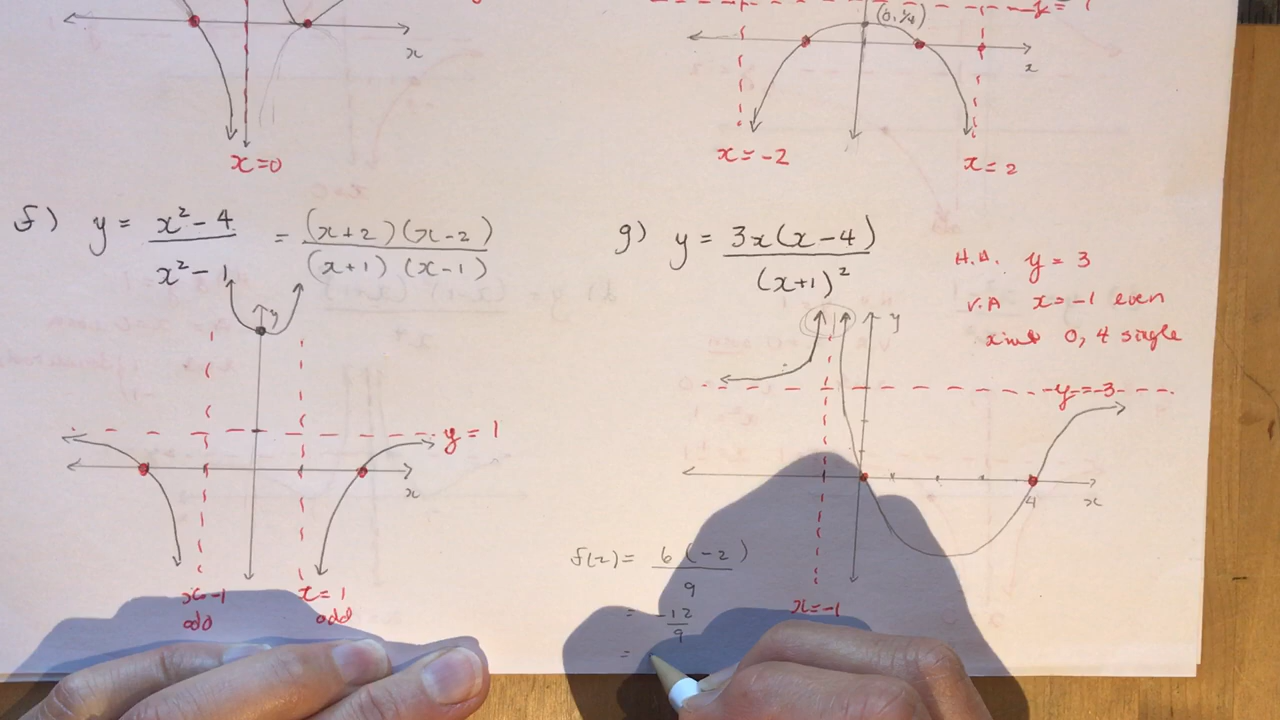 x
(0, 1/4)
x
x=0
x=-2
x=2
f) y = x²-4 / x²-1 = (x+2)(x-2) / (x+1)(x-1)
y
y=1
x
x=-1
odd
x=1
odd
g) y = 3x(x-4) / (x+1)²
H.A. y=3
V.A x=-1 even
xint 0, 4 single
y
y=3
4
x
x=-1
f(2) = 6(-2) / 9
= -12/9
=